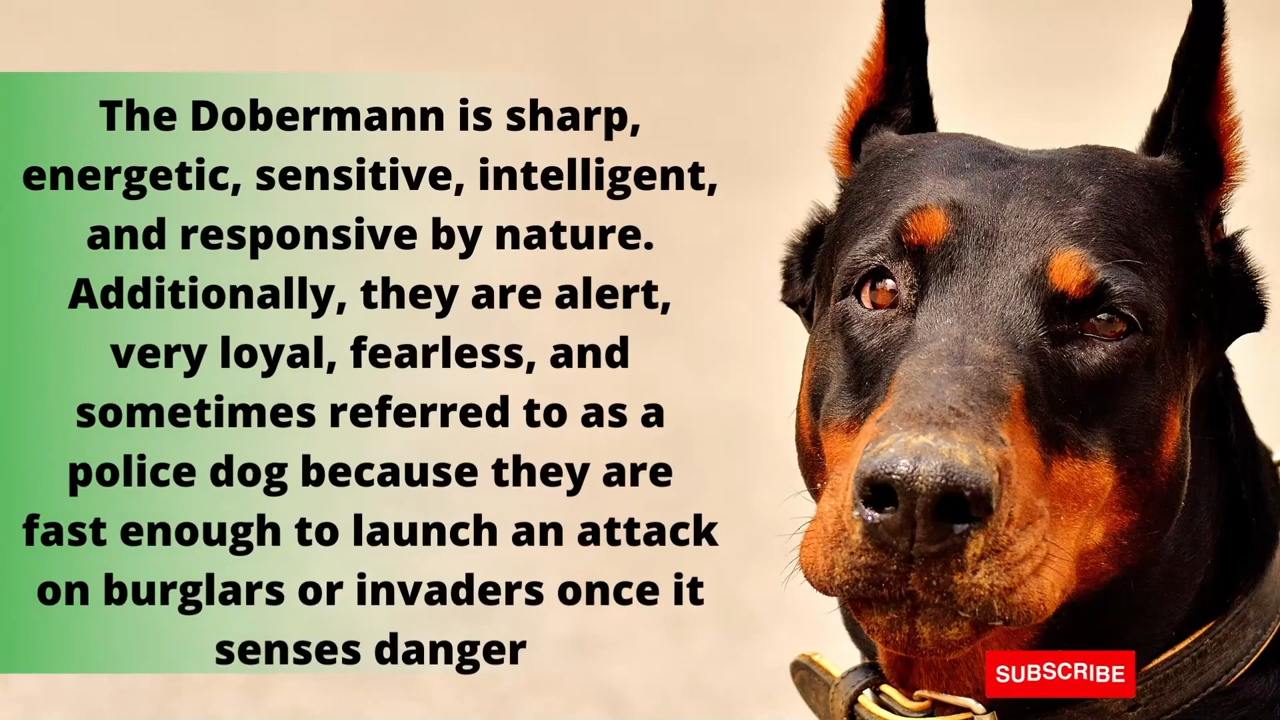 The Dobermann is sharp,
energetic, sensitive, intelligent,
and responsive by nature.
Additionally, they are alert,
very loyal, fearless, and
sometimes referred to as a
police dog because they are
fast enough to launch an attack
on burglars or invaders once it
senses danger
SUBSCRIBE